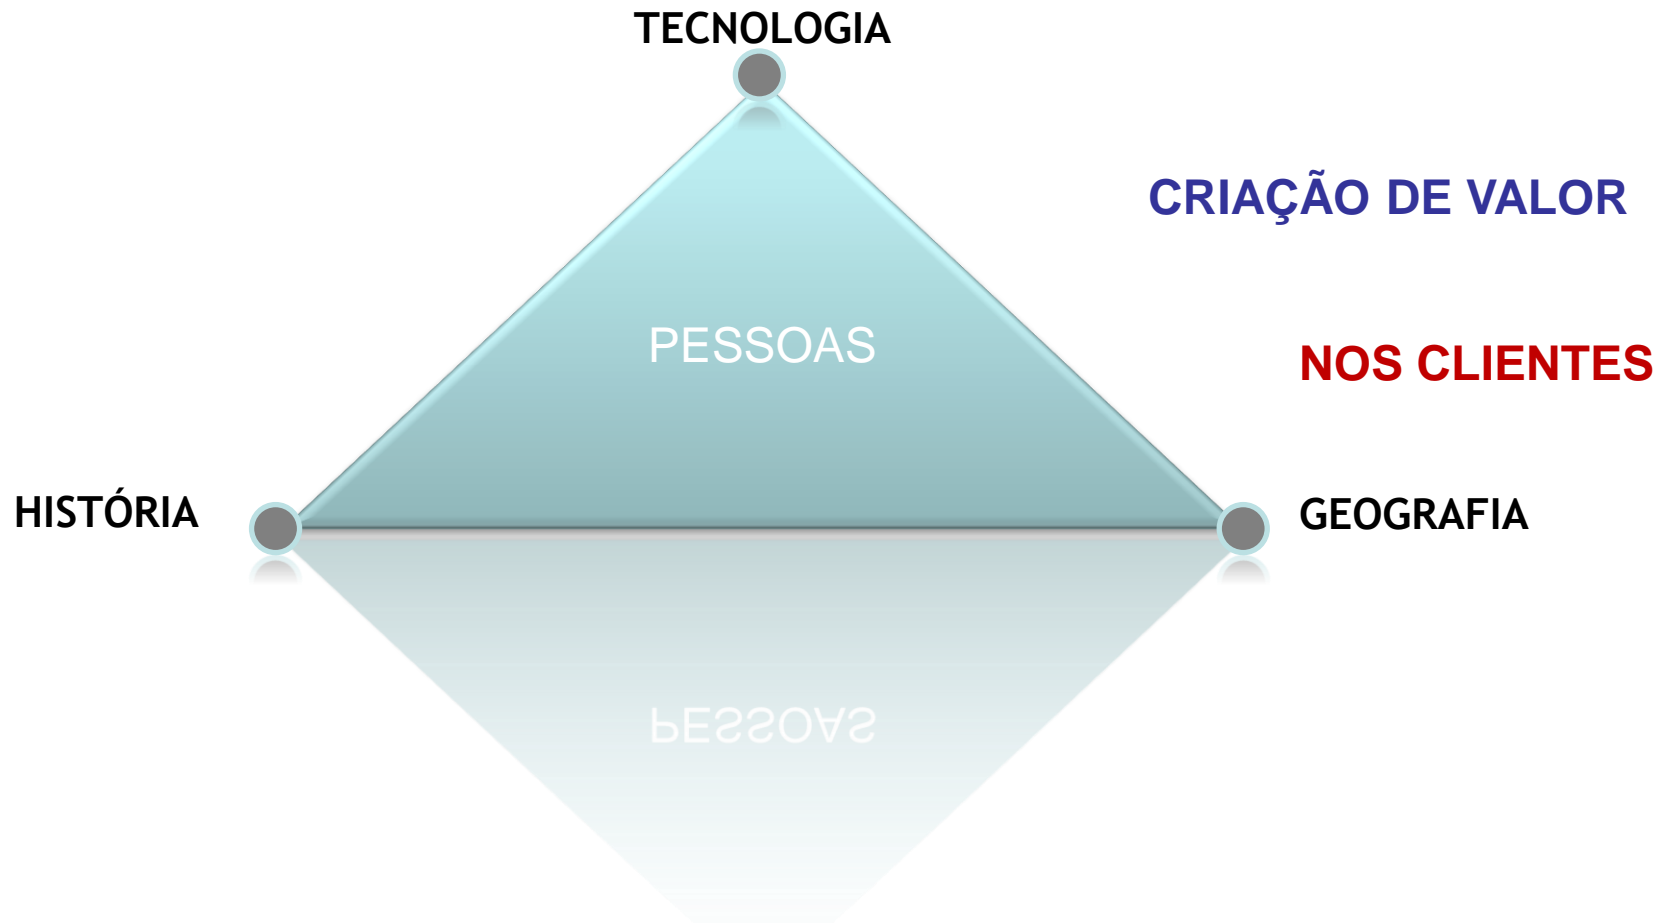 TECNOLOGIA
CRIAÇÃO DE VALOR
PESSOAS
NOS CLIENTES
HISTÓRIA
GEOGRAFIA
PESSOAS